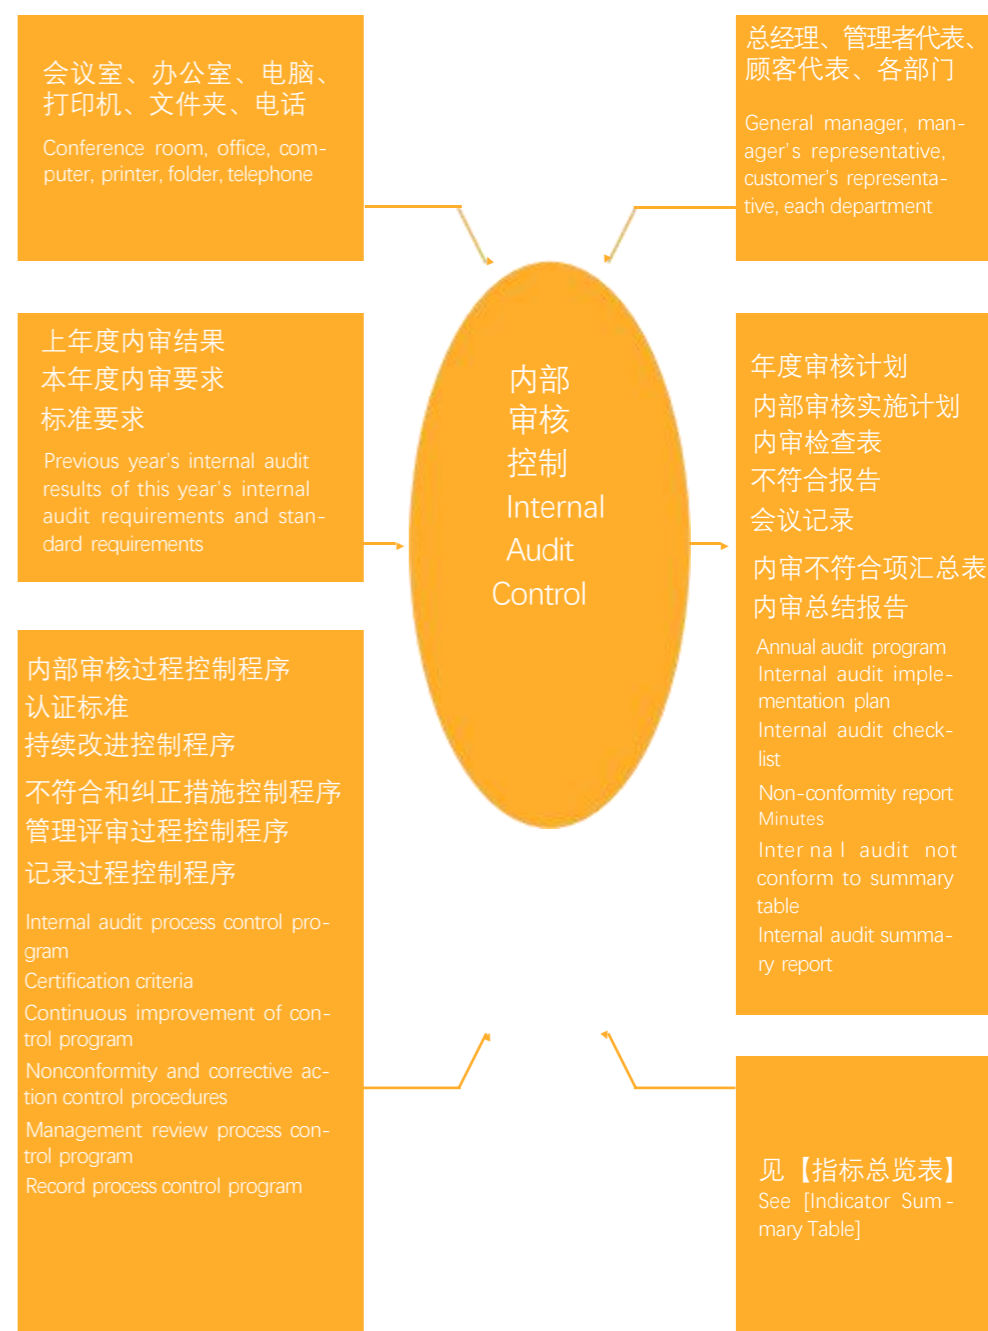 会议室、办公室、电脑、
打印机、文件夹、电话
Conference room, office, com-
puter, printer, folder, telephone
总经理、管理者代表、
顾客代表、各部门
General manager, man-
ager's representative,
customer's representa-
tive, each department
上年度内审结果
本年度内审要求
标准要求
Previous year's internal audit
results of this year's internal
audit requirements and stan-
dard requirements
内部
审核
控制
Internal
Audit
Control
年度审核计划
内部审核实施计划
内审检查表
不符合报告
会议记录
内审不符合项汇总表
内审总结报告
Annual audit program
Internal audit imple-
mentation plan
Internal audit check-
list
Non-conformity report
Minutes
Internal audit not
conform to summary
table
Internal audit summa-
ry report
内部审核过程控制程序
认证标准
持续改进控制程序
不符合和纠正措施控制程序
管理评审过程控制程序
记录过程控制程序
Internal audit process control pro-
gram
Certification criteria
Continuous improvement of con-
trol program
Nonconformity and corrective ac-
tion control procedures
Management review process con-
trol program
Record process control program
见【指标总览表】
See [Indicator Sum-
mary Table]